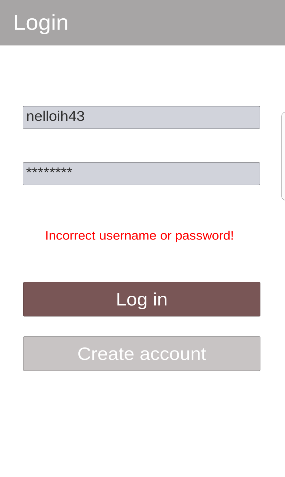 Login
nelloih43
********
Incorrect username or password!
Log in
Create account